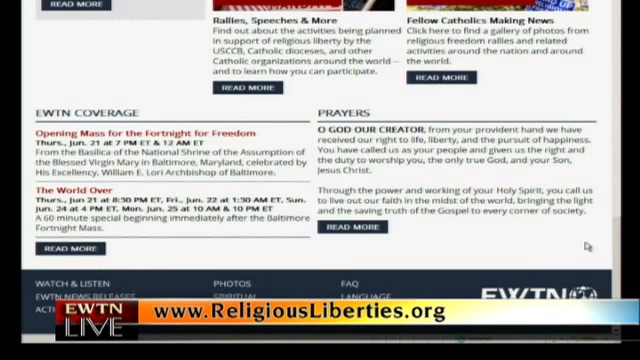 READ MORE
Rallies, Speeches & More
Find out about the activities being planned
in support of religious liberty by the
USCCB, Catholic dioceses, and other
Catholic organizations around the world --
and to learn how you can participate.
READ MORE
Fellow Catholics Making News
Click here to find a gallery of photos from
religious freedom rallies and related
activities around the nation and around
the world.
READ MORE
EWTN COVERAGE
Opening Mass for the Fortnight for Freedom
Thurs., Jun. 21 at 7 PM ET & 12 AM ET
From the Basilica of the National Shrine of the Assumption of
the Blessed Virgin Mary in Baltimore, Maryland, celebrated by
His Excellency, William E. Lori Archbishop of Baltimore.
The World Over
Thurs., Jun 21 at 8:30 PM ET, Fri., Jun. 22 at 1:30 AM ET, Sun.
Jun. 24 at 4 PM ET, Mon. Jun. 25 at 10 AM & 10 PM ET
A 60 minute special beginning immediately after the Baltimore
Fortnight Mass.
READ MORE
PRAYERS
O GOD OUR CREATOR, from your provident hand we have
received our right to life, liberty, and the pursuit of happiness.
You have called us as your people and given us the right and
the duty to worship you, the only true God, and your Son,
Jesus Christ.
Through the power and working of your Holy Spirit, you call us
to live out our faith in the midst of the world, bringing the light
and the saving truth of the Gospel to every corner of society.
READ MORE
WATCH & LISTEN
EWTN NEWS RELEASES
PHOTOS
SPIRITUAL
FAQ
LANGUAGE
EWTN
EWTN
LIVE
www.ReligiousLiberties.org